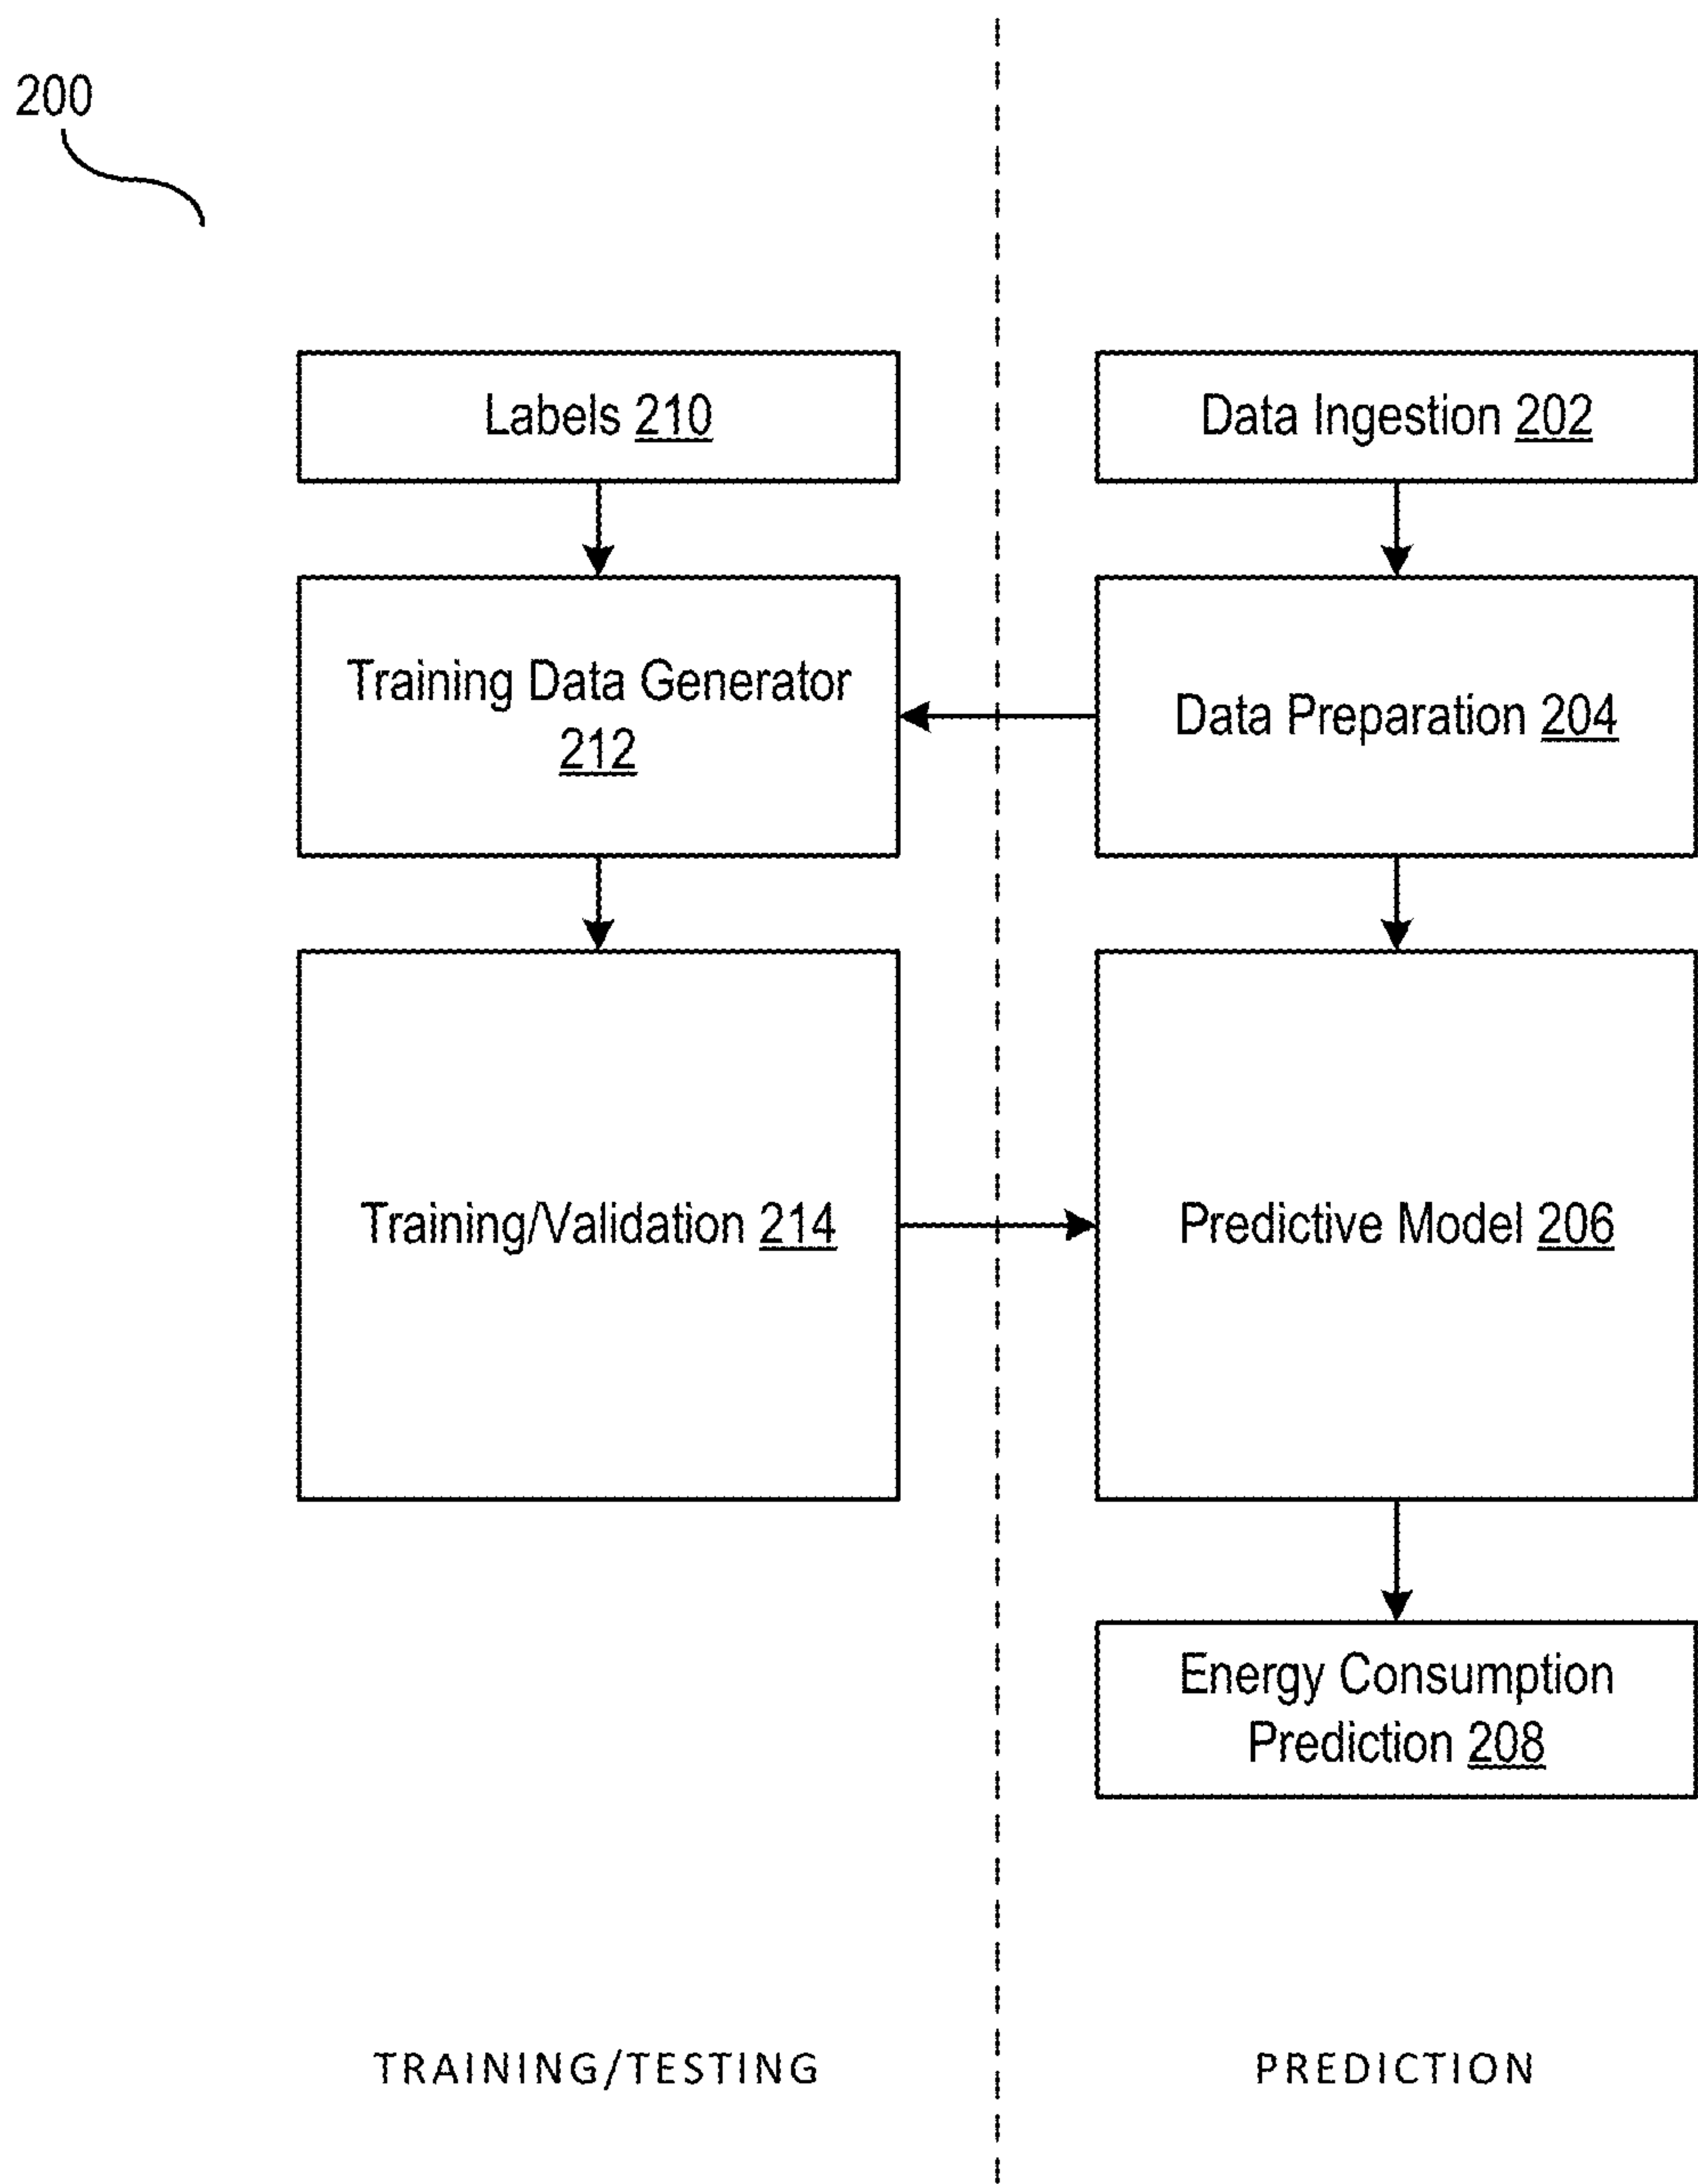 200
Labels 210
Data Ingestion 202
Training Data Generator
212
Data Preparation 204
Training/Validation 214
Predictive Model 206
Energy Consumption
Prediction 208
TRAINING/TESTING
PREDICTION